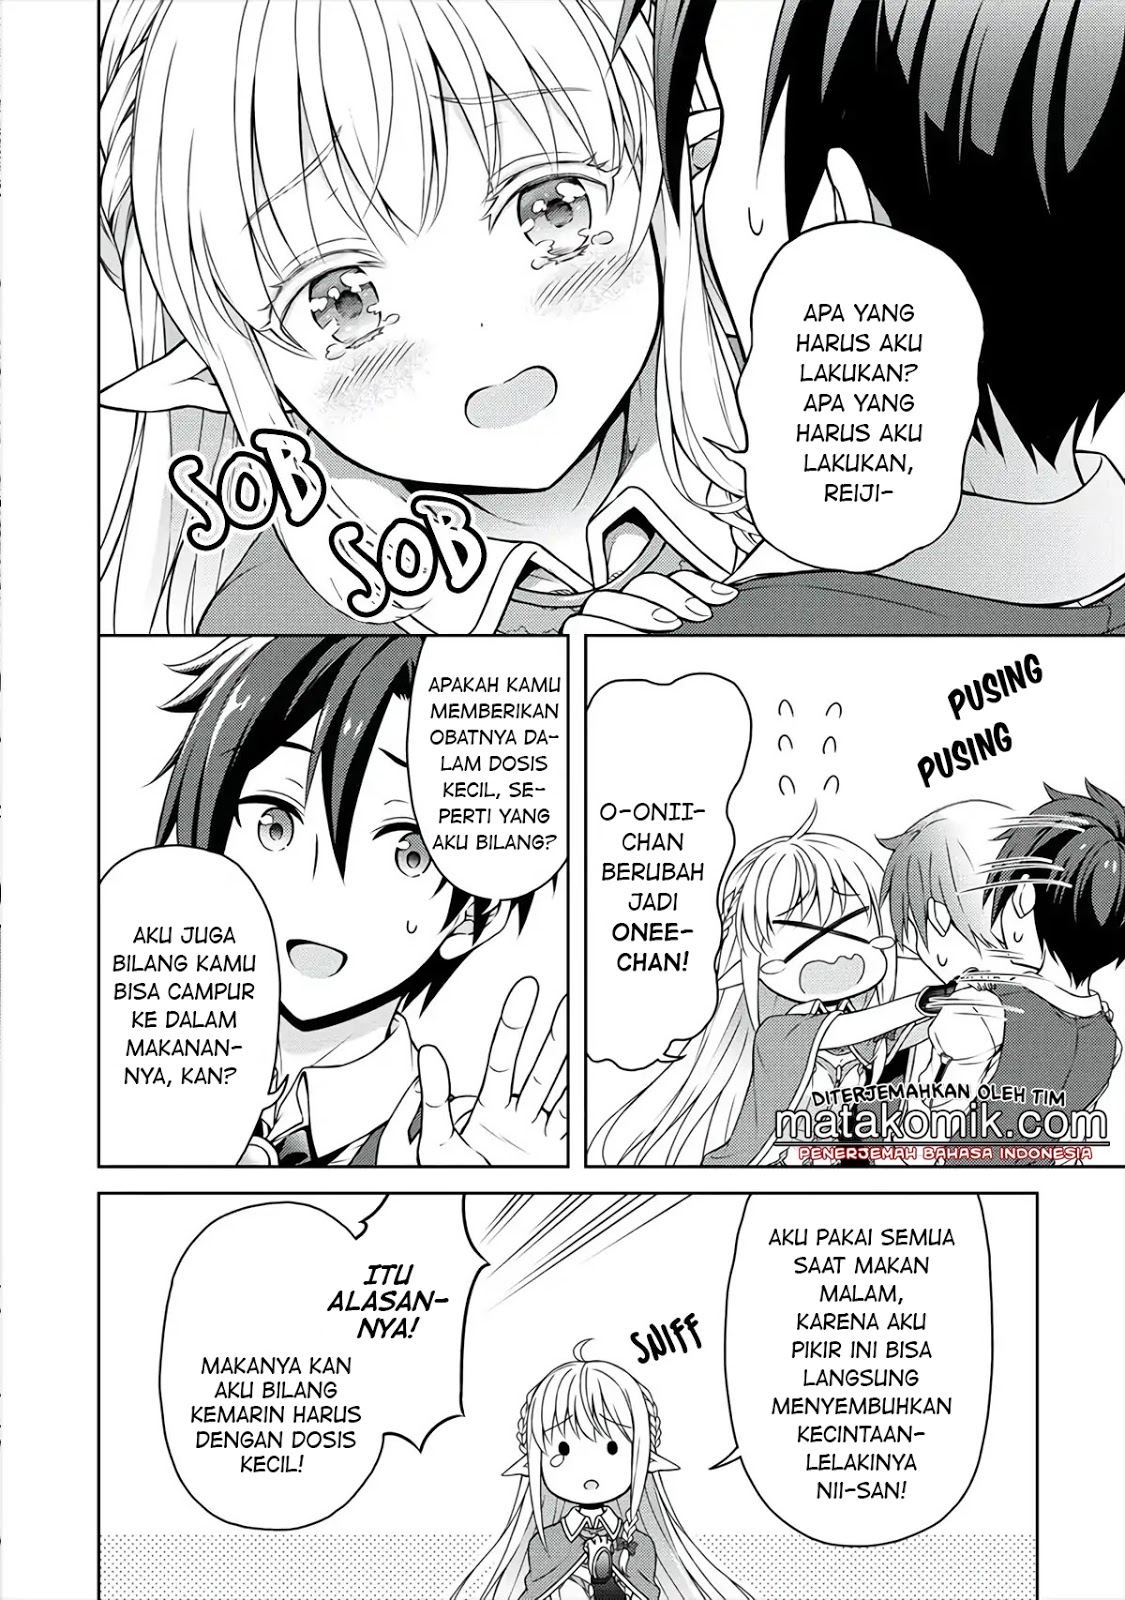 APA YANG
HARUS AKU
LAKUKAN?
APA YANG
HARUS AKU
LAKUKAN,
REIJI-
SOB
SOB
PUSING
PUSING
O-ONII-
CHAN
BERUBAH
JADI
ONEE-
CHAN!
APAKAH KAMU
MEMBERIKAN
OBATNYA DA-
LAM DOSIS
KECIL, SE-
PERTI YANG
AKU BILANG?
AKU JUGA
BILANG KAMU
BISA CAMPUR
KE DALAM
MAKANAN-
NYA, KAN?
DITERJEMAHKAN OLEH TIM
matakomik.com
PENERJEMAH BAHASA INDONESIA
AKU PAKAI SEMUA
SAAT MAKAN
MALAM,
KARENA AKU
PIKIR INI BISA
LANGSUNG
MENYEMBUHKAN
KECINTAAN-
LELAKINYA
NII-SAN!
SNIFF
ITU
ALASAN-
NYA!
MAKANYA KAN
AKU BILANG
KEMARIN HARUS
DENGAN DOSIS
KECIL!